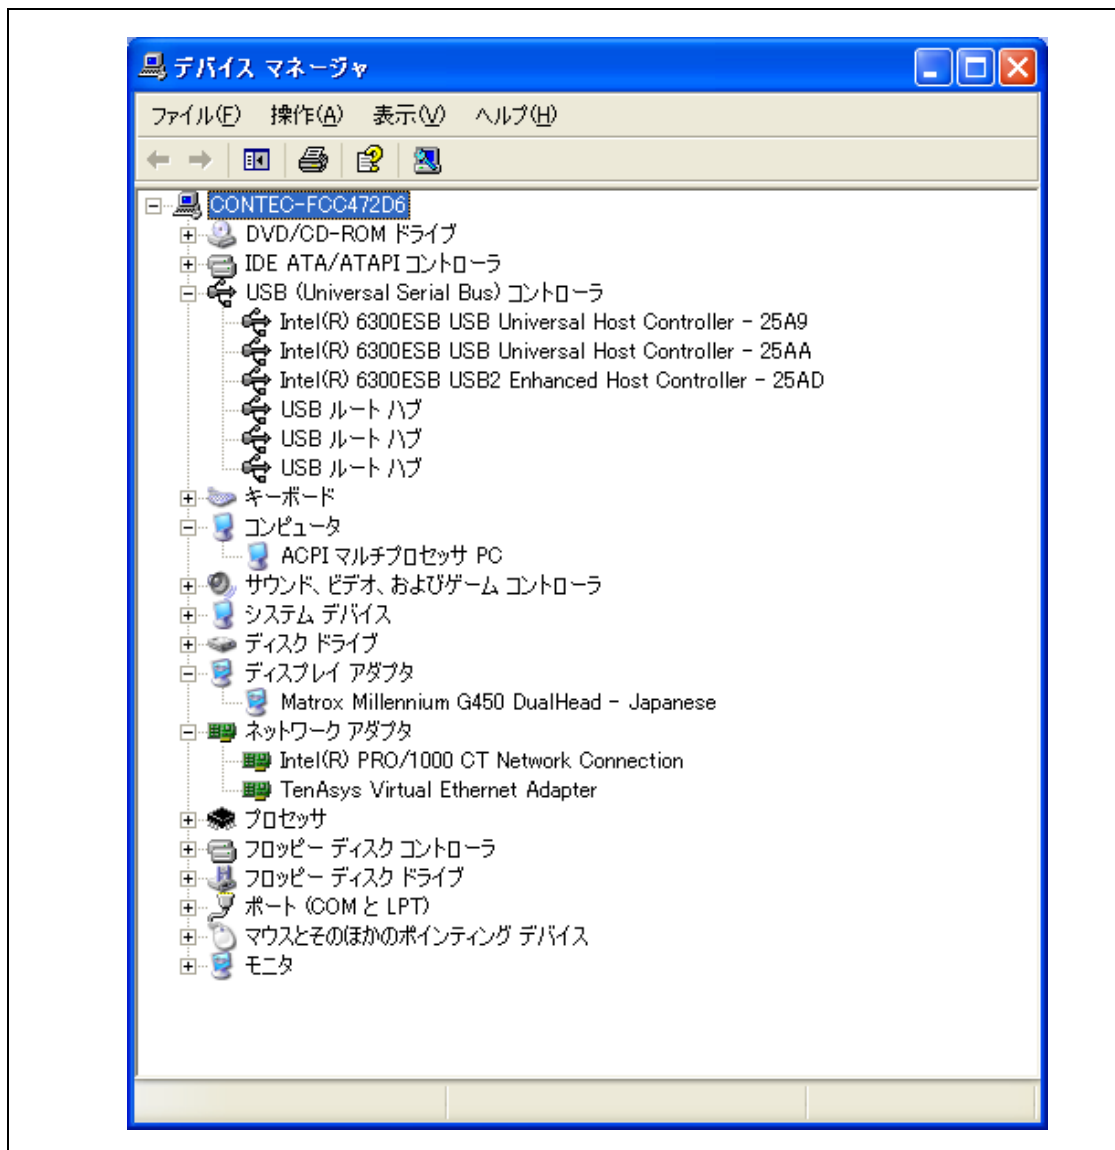 デバイス マネージャ
ファイル(F) 操作(A) 表示(V) ヘルプ(H)
CONTEC-FCC472D6
DVD/CD-ROM ドライブ
IDE ATA/ATAPI コントローラ
USB (Universal Serial Bus) コントローラ
Intel(R) 6300ESB USB Universal Host Controller - 25A9
Intel(R) 6300ESB USB Universal Host Controller - 25AA
Intel(R) 6300ESB USB2 Enhanced Host Controller - 25AD
USB ルート ハブ
USB ルート ハブ
USB ルート ハブ
キーボード
コンピュータ
ACPI マルチプロセッサ PC
サウンド、ビデオ、およびゲーム コントローラ
システム デバイス
ディスク ドライブ
ディスプレイ アダプタ
Matrox Millennium G450 DualHead - Japanese
ネットワーク アダプタ
Intel(R) PRO/1000 CT Network Connection
TenAsys Virtual Ethernet Adapter
プロセッサ
フロッピー ディスク コントローラ
フロッピー ディスク ドライブ
ポート (COM と LPT)
マウスとそのほかのポインティング デバイス
モニタ